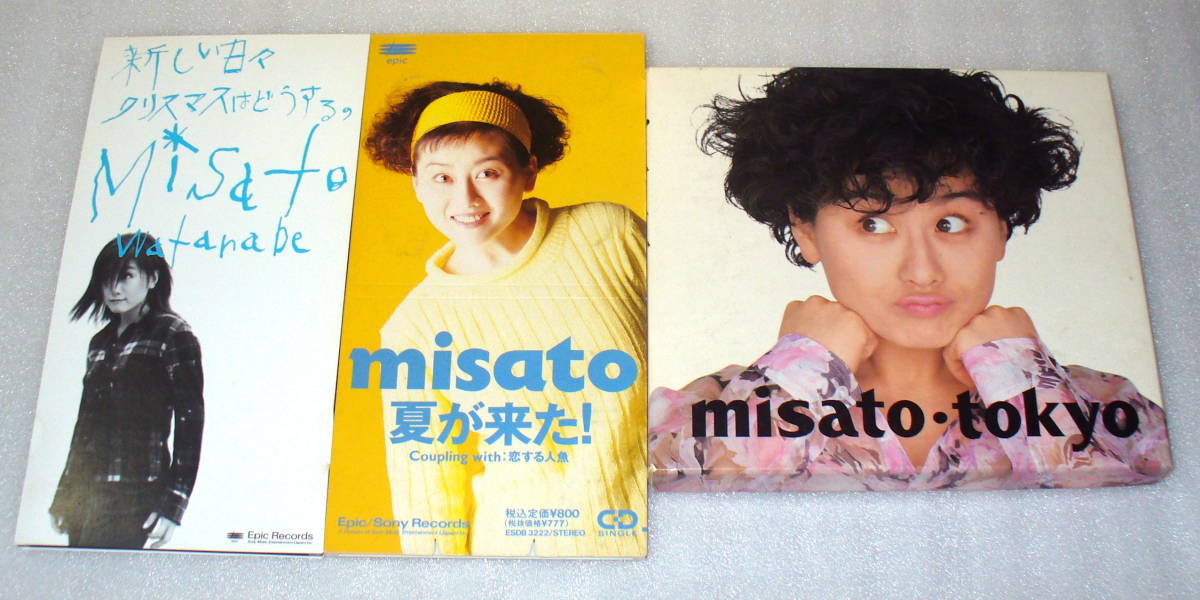 新しい日々
クリスマスはどうするの
Misato
Watanabe
Epic Records
epic
misato
夏が来た!
Coupling with:恋する人魚
Epic/Sony Records
税込定価¥800
(税抜価格¥777)
ESDB 3222/STEREO
CD
SINGLE
misato・tokyo